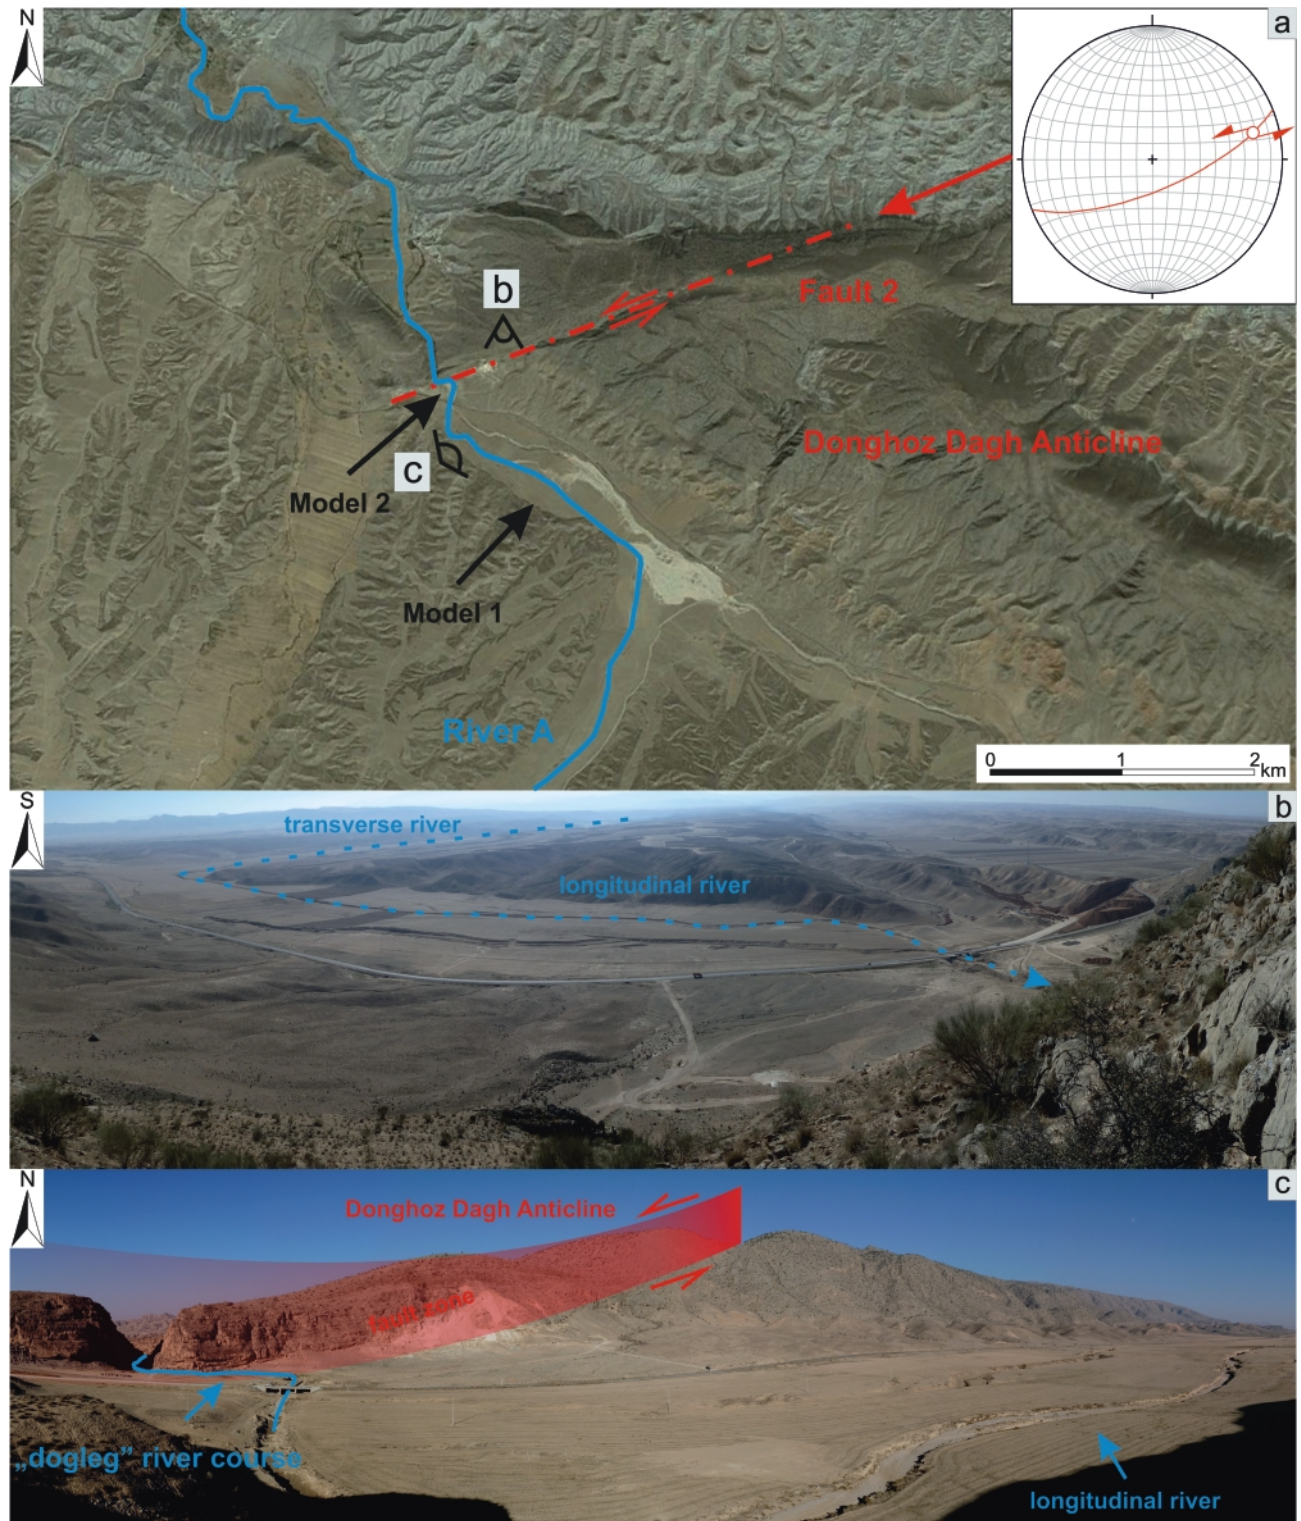 N
a
b
Fault 2
Donghoz Dagh Anticline
c
Model 2
Model 1
River A
0 1 2
km
S
b
transverse river
longitudinal river
N
c
Donghoz Dagh Anticline
fault zone
„dogleg” river course
longitudinal river